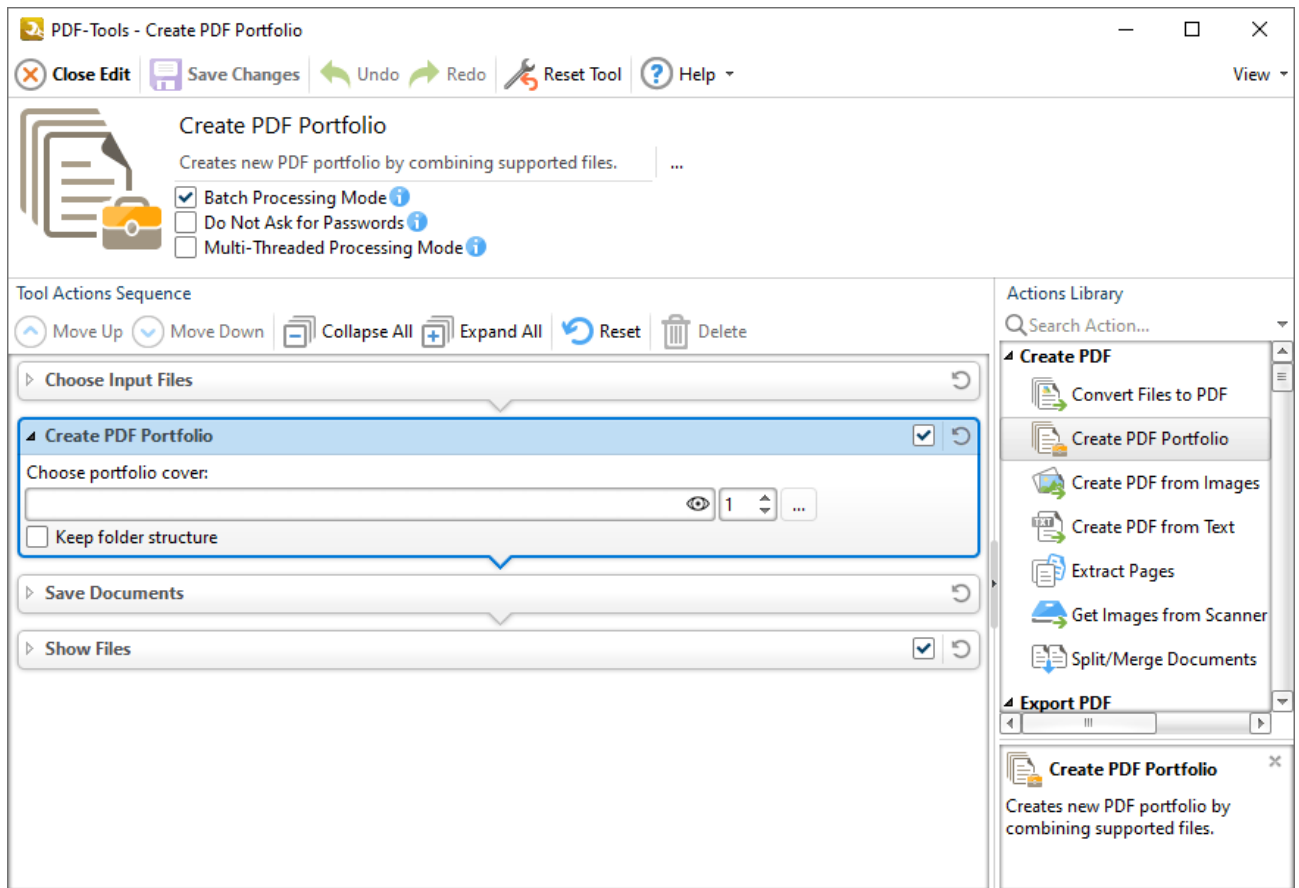 PDF-Tools - Create PDF Portfolio
Close Edit Save Changes Undo Redo Reset Tool ? Help View
Create PDF Portfolio
Creates new PDF portfolio by combining supported files. ...
Batch Processing Mode i
Do Not Ask for Passwords i
Multi-Threaded Processing Mode i
Tool Actions Sequence
Move Up Move Down Collapse All Expand All Reset Delete
Choose Input Files
Create PDF Portfolio
Choose portfolio cover:
1 ...
Keep folder structure
Save Documents
Show Files
Actions Library
Search Action...
Create PDF
Convert Files to PDF
Create PDF Portfolio
Create PDF from Images
TXT Create PDF from Text
Extract Pages
Get Images from Scanner
Split/Merge Documents
Export PDF
Create PDF Portfolio
Creates new PDF portfolio by
combining supported files.